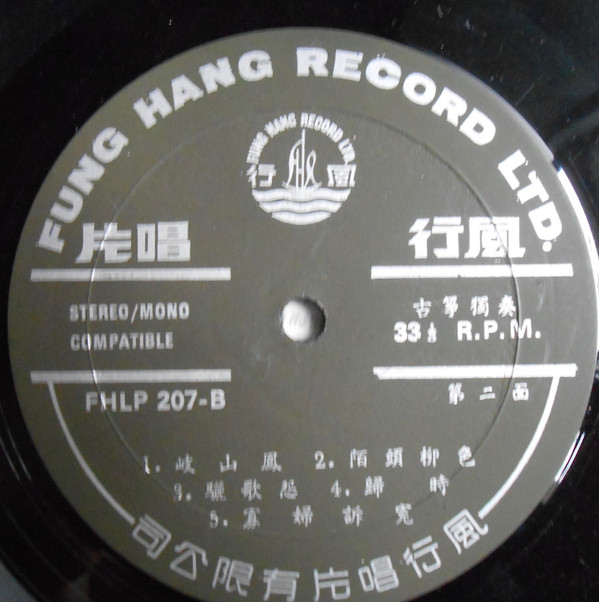 FUNG HANG RECORD LTD.
FUNG HANG RECORD LTD.
行 風
片唱
行風
STEREO/MONO
COMPATIBLE
古箏獨奏
33⅓ R.P.M.
FHLP 207-B
第二面
1. 岐山鳳 2. 陌頭柳色
3. 驪歌怨 4. 歸時
5. 寡婦訴冤
司公限有片唱行風